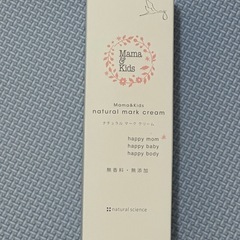 Mama
&
Kids
Mama&Kids
natural mark cream
ナチュラル マーク クリーム
happy mom
happy baby
happy body
無香料・無添加
natural science